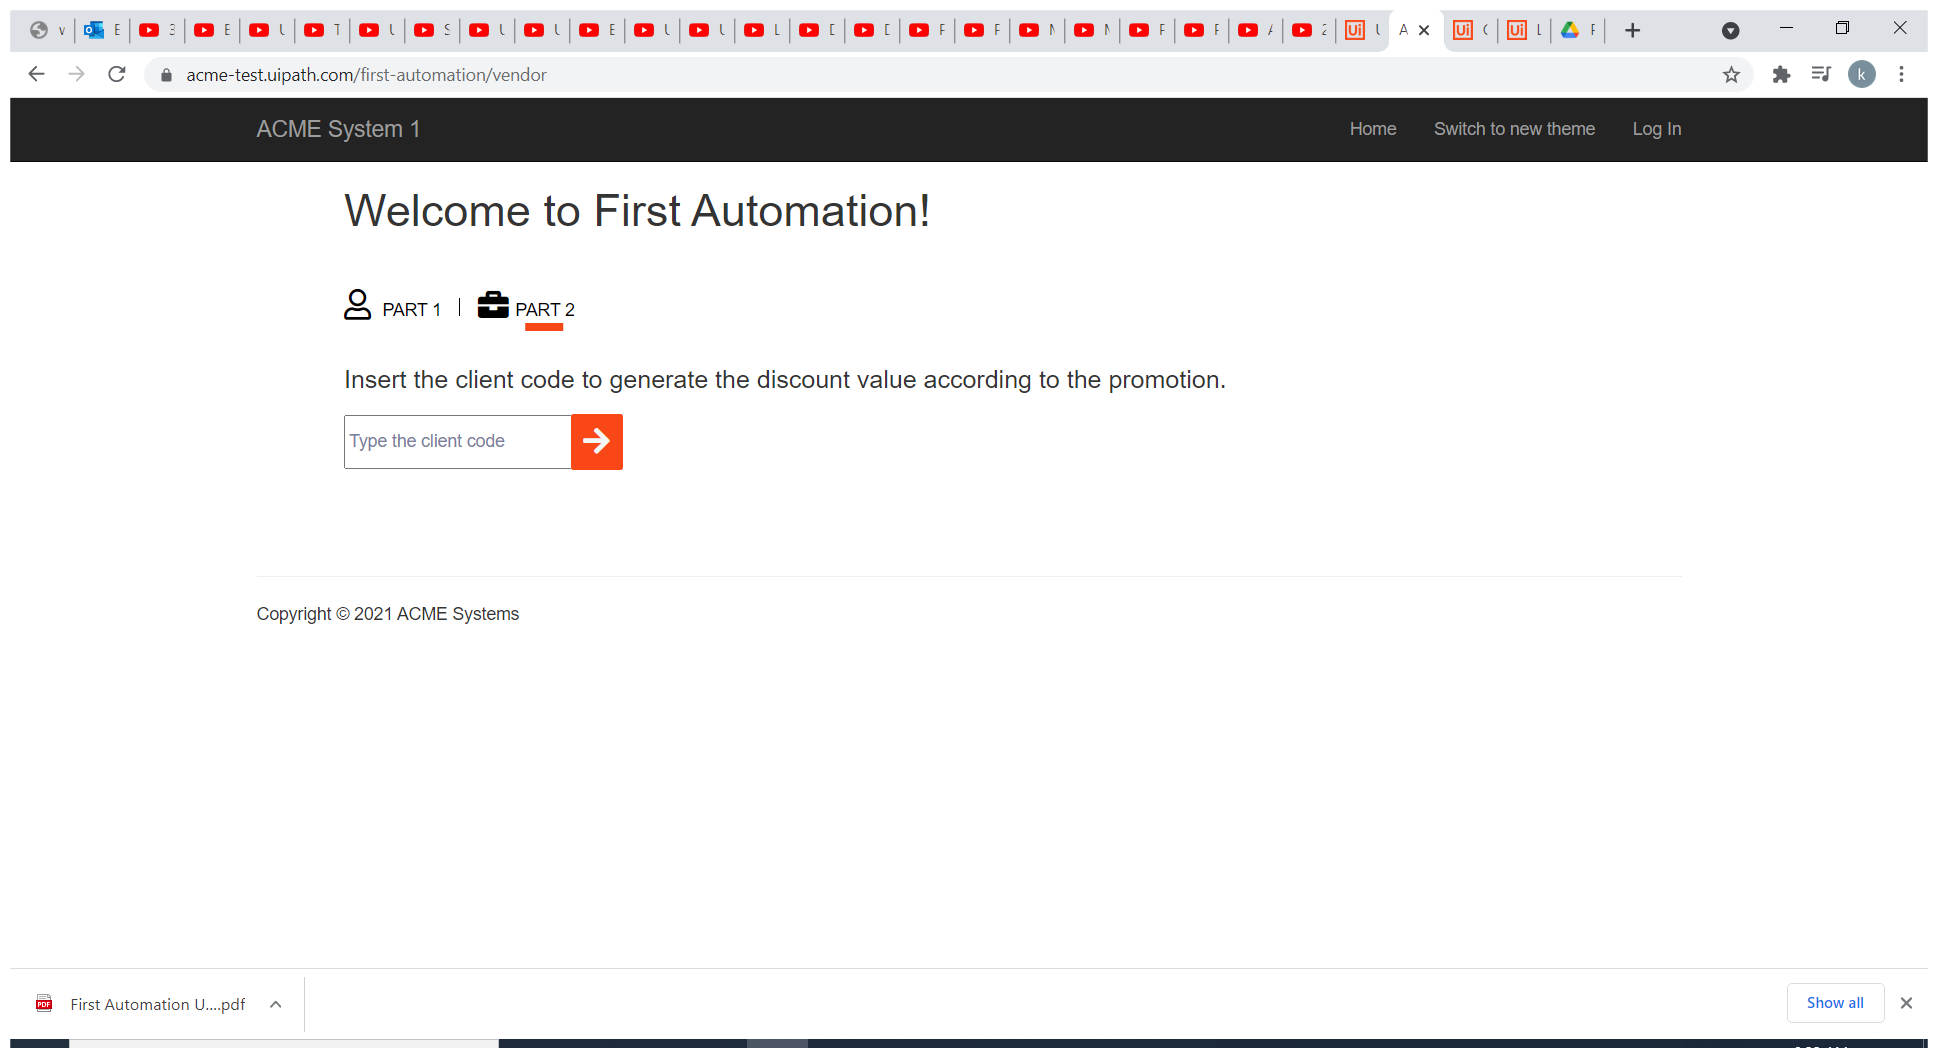 acme-test.uipath.com/first-automation/vendor
ACME System 1
Home
Switch to new theme
Log In
Welcome to First Automation!
PART 1
PART 2
Insert the client code to generate the discount value according to the promotion.
Type the client code
Copyright © 2021 ACME Systems
First Automation U....pdf
Show all